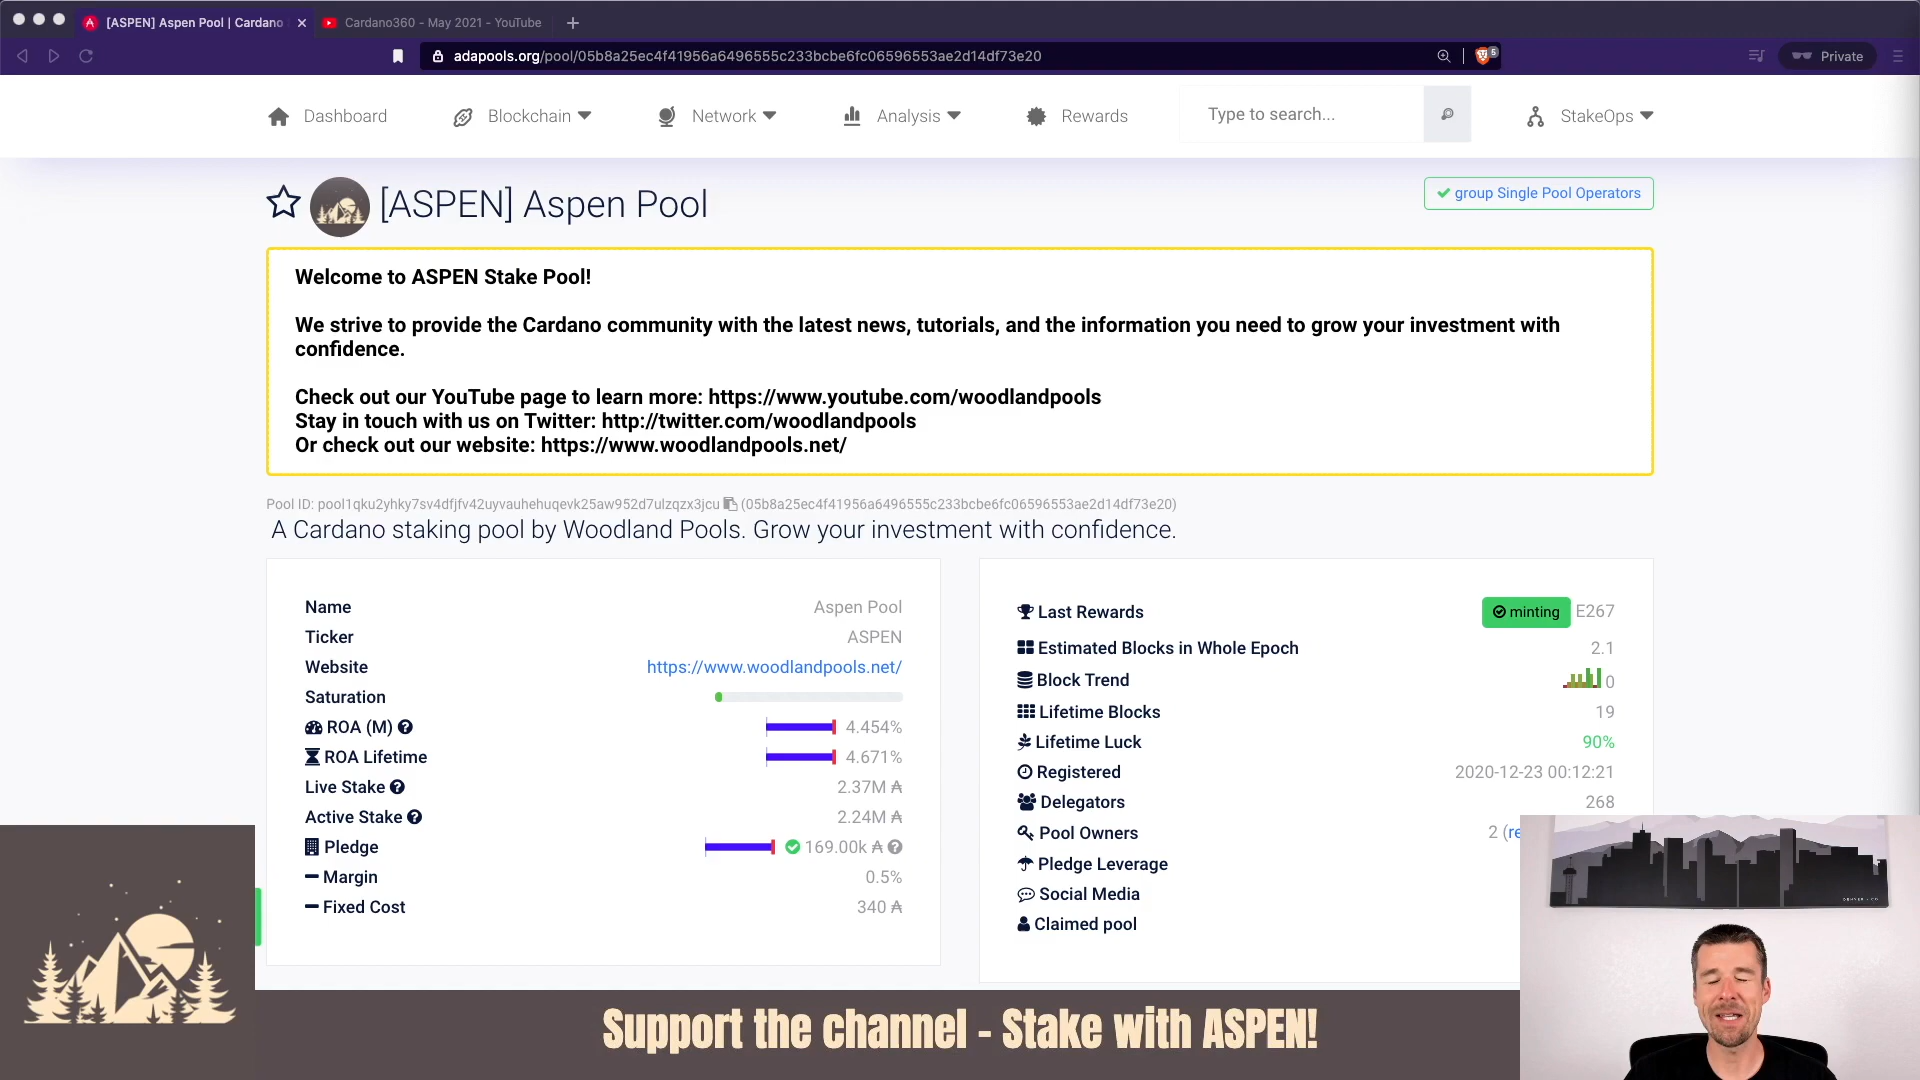 [ASPEN] Aspen Pool | Cardano
Cardano360 - May 2021 - YouTube
adapools.org/pool/05b8a25ec4f41956a6496555c233bcbe6fc06596553ae2d14df73e20
5
Private
Dashboard
Blockchain
Network
Analysis
Rewards
Type to search...
StakeOps
[ASPEN] Aspen Pool
group Single Pool Operators
Welcome to ASPEN Stake Pool!
We strive to provide the Cardano community with the latest news, tutorials, and the information you need to grow your investment with
confidence.
Check out our YouTube page to learn more: https://www.youtube.com/woodlandpools
Stay in touch with us on Twitter: http://twitter.com/woodlandpools
Or check out our website: https://www.woodlandpools.net/
Pool ID: pool1qku2yhky7sv4dfjfv42uyvauhehuqevk25aw952d7ulzqzx3jcu (05b8a25ec4f41956a6496555c233bcbe6fc06596553ae2d14df73e20)
A Cardano staking pool by Woodland Pools. Grow your investment with confidence.
Name Aspen Pool
Ticker ASPEN
Website https://www.woodlandpools.net/
Saturation
ROA (M) 4.454%
ROA Lifetime 4.671%
Live Stake 2.37M ₳
Active Stake 2.24M ₳
Pledge 169.00k ₳
Margin 0.5%
Fixed Cost 340 ₳
Last Rewards minting E267
Estimated Blocks in Whole Epoch 2.1
Block Trend 0
Lifetime Blocks 19
Lifetime Luck 90%
Registered 2020-12-23 00:12:21
Delegators 268
Pool Owners 2 (re
Pledge Leverage
Social Media
Claimed pool
Support the channel - Stake with ASPEN!